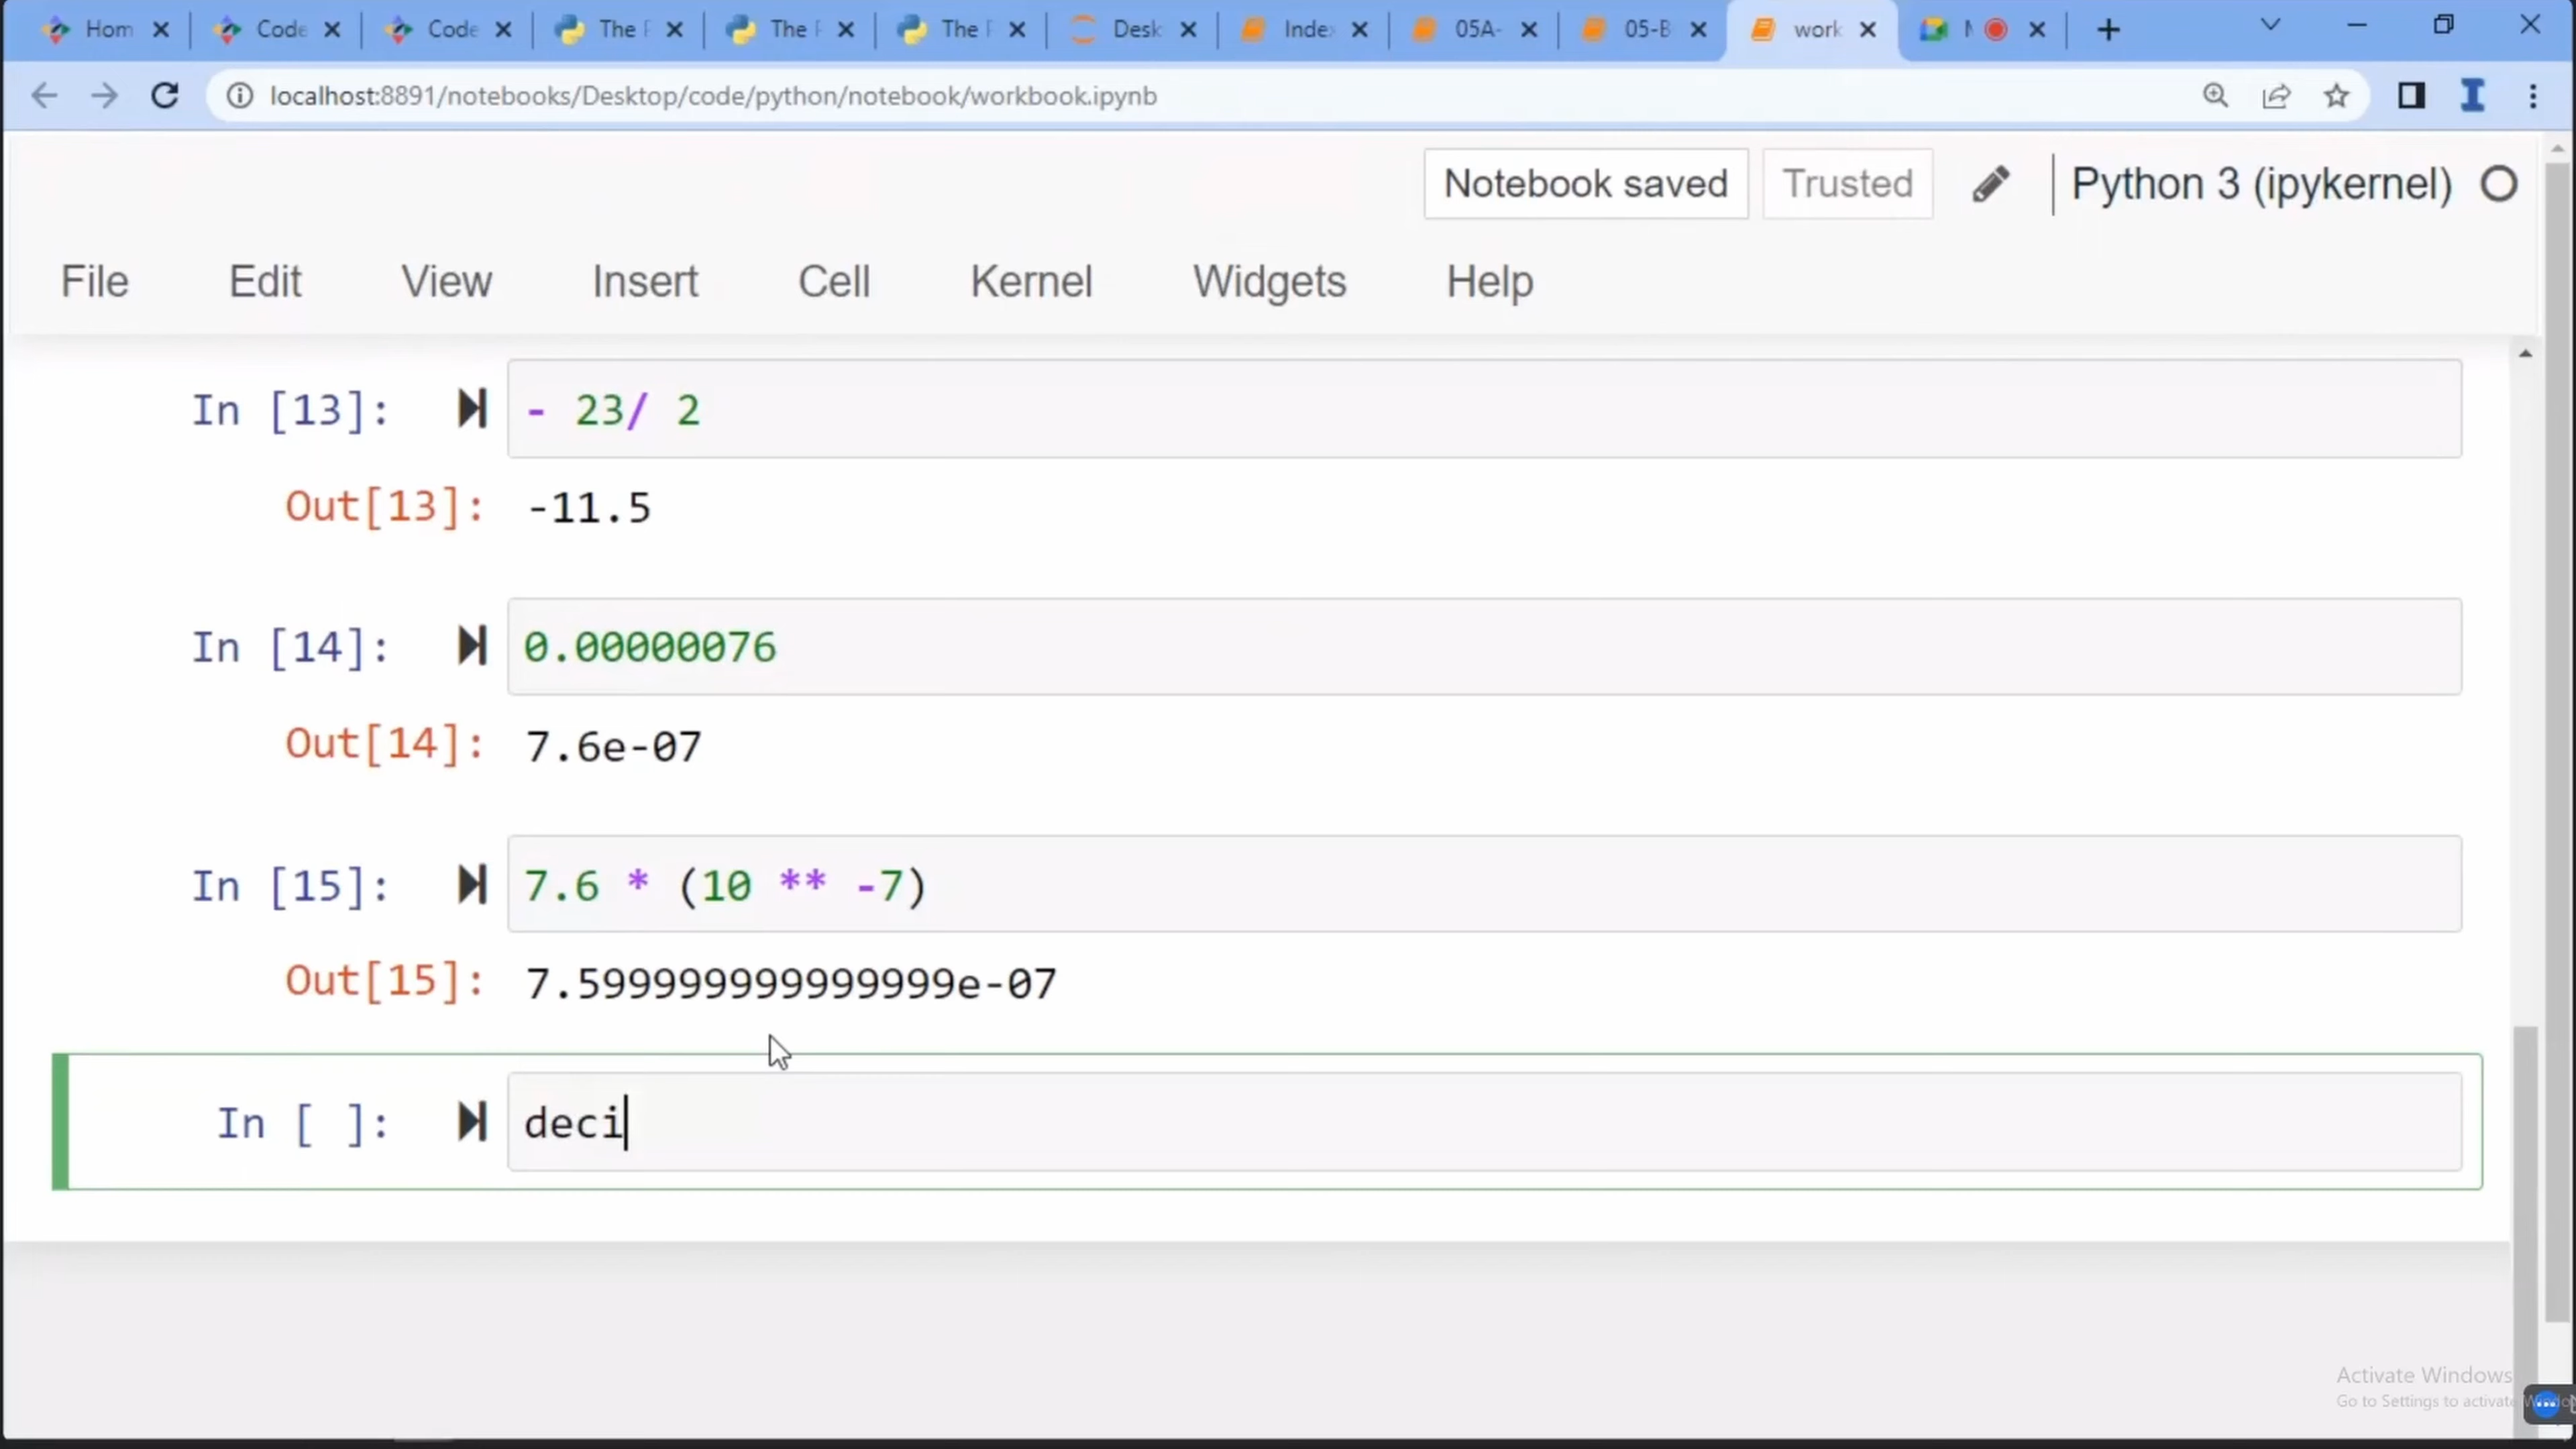 Hom Code Code The The The Desk Index 05A- 05-B work
localhost:8891/notebooks/Desktop/code/python/notebook/workbook.ipynb
Notebook saved Trusted Python 3 (ipykernel)
File Edit View Insert Cell Kernel Widgets Help
In [13]: - 23/ 2
Out[13]: -11.5
In [14]: 0.00000076
Out[14]: 7.6e-07
In [15]: 7.6 * (10 ** -7)
Out[15]: 7.599999999999999e-07
In [ ]: deci
Activate Windows
Go to Settings to activate